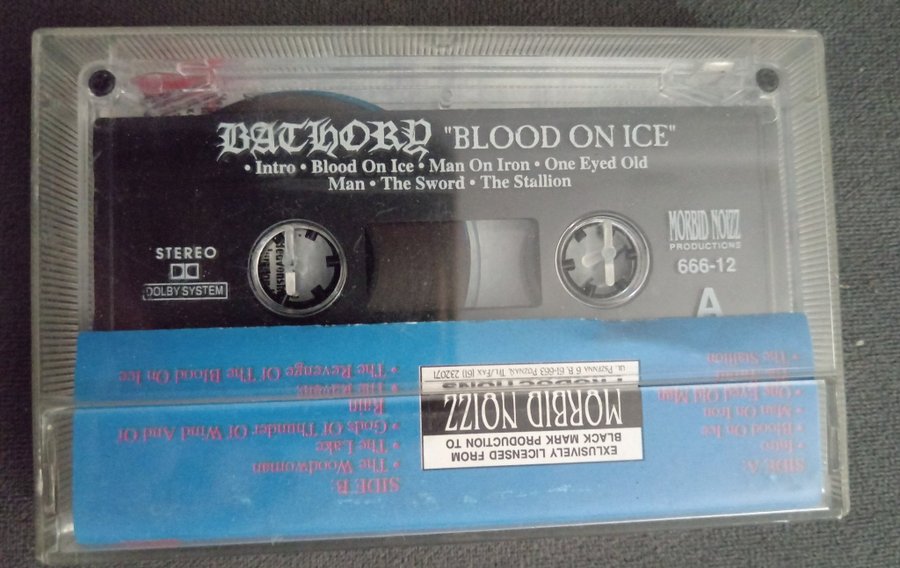 BATHORY "BLOOD ON ICE"
• Intro • Blood On Ice • Man On Iron • One Eyed Old
Man • The Sword • The Stallion
STEREO
DOLBY SYSTEM
MORBID NOIZZ
PRODUCTIONS
666-12
A
SIDE A:
• Intro
• Blood On Ice
• Man On Iron
• One Eyed Old Man
• The Stallion
EXCLUSIVELY LICENSED FROM
BLACK MARK PRODUCTION TO
MORBID NOIZZ
PRODUCTIONS
SIDE B:
• The Woodwoman
• The Lake
• Gods Of Thunder Of Wind And Of
Rain
• The Revenge Of The Blood On Ice